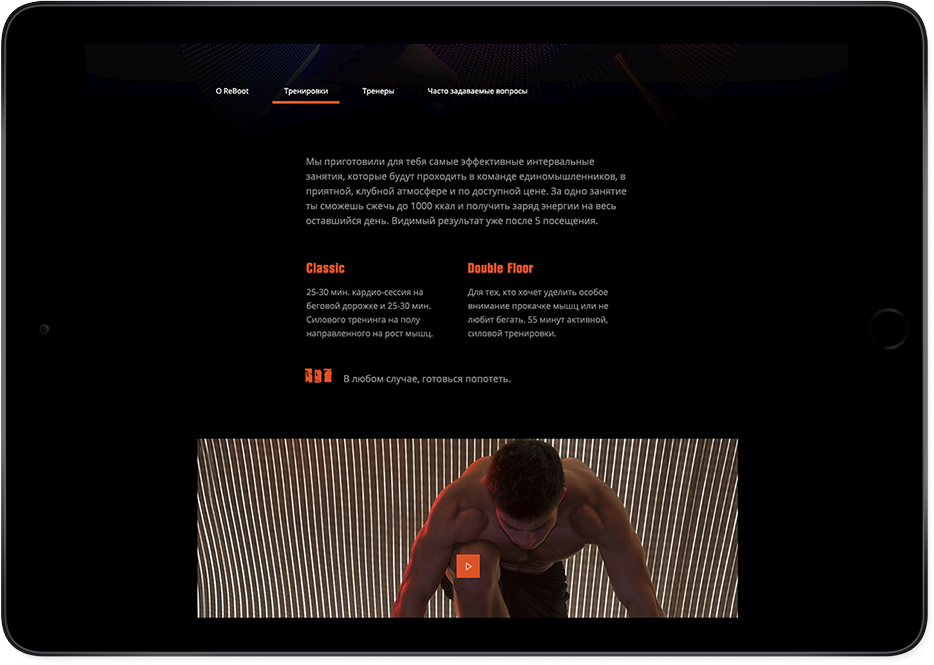 О ReBoot Тренировки Тренеры Часто задаваемые вопросы
Мы приготовили для тебя самые эффективные интервальные
занятия, которые будут проходить в команде единомышленников, в
приятной, клубной атмосфере и по доступной цене. За одно занятие
ты сможешь сжечь до 1000 ккал и получить заряд энергии на весь
оставшийся день. Видимый результат уже после 5 посещения.
Classic
25-30 мин. кардио-сессия на
беговой дорожке и 25-30 мин.
Силового тренинга на полу
направленного на рост мышц.
Double Floor
Для тех, кто хочет уделить особое
внимание прокачке мышц или не
любит бегать. 55 минут активной,
силовой тренировки.
В любом случае, готовься попотеть.